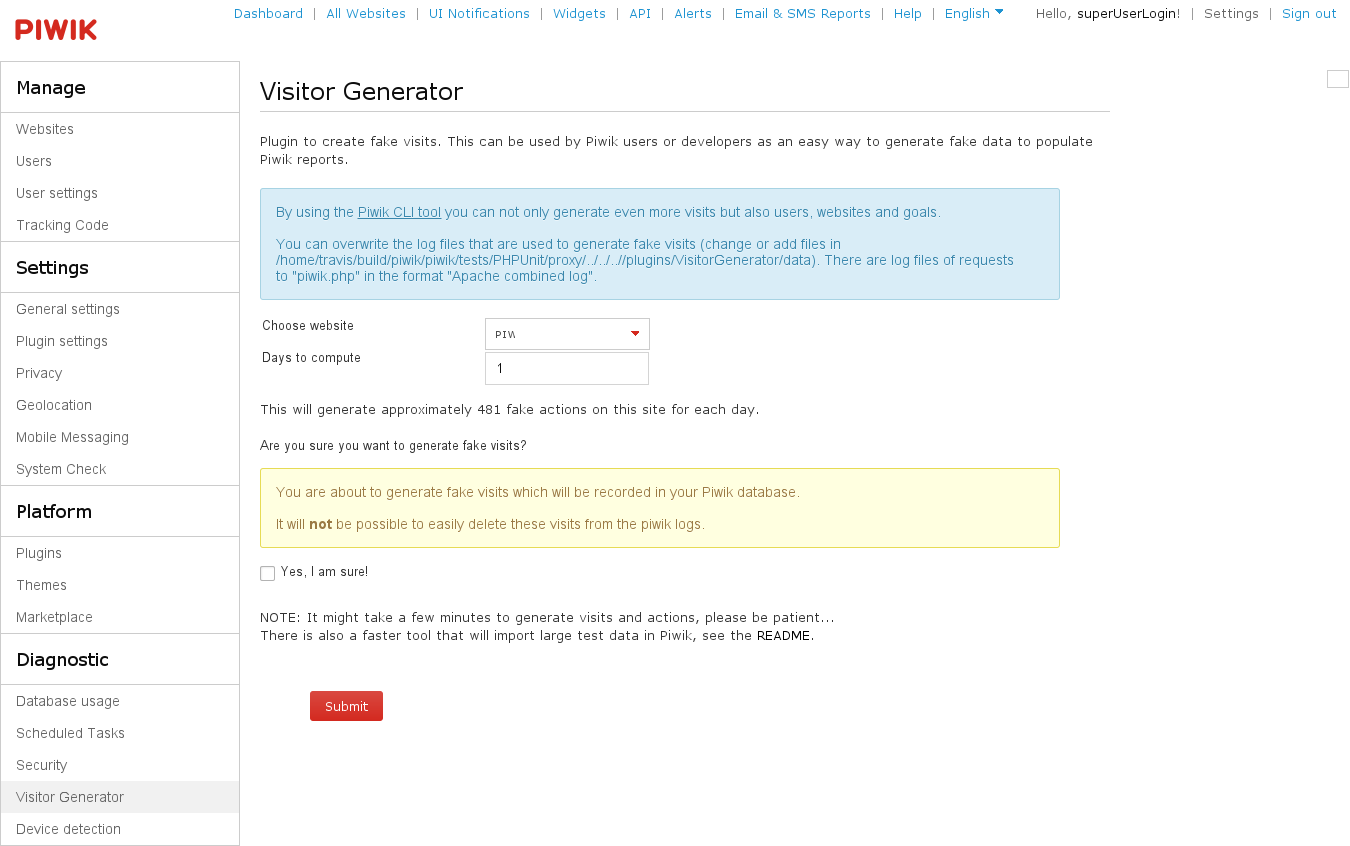 PIWIK
Dashboard | All Websites | UI Notifications | Widgets | API | Alerts | Email & SMS Reports | Help | English
Hello, superUserLogin! | Settings | Sign out
Manage
Websites
Users
User settings
Tracking Code
Settings
General settings
Plugin settings
Privacy
Geolocation
Mobile Messaging
System Check
Platform
Plugins
Themes
Marketplace
Diagnostic
Database usage
Scheduled Tasks
Security
Visitor Generator
Device detection
Visitor Generator
Plugin to create fake visits. This can be used by Piwik users or developers as an easy way to generate fake data to populate
Piwik reports.
By using the Piwik CLI tool you can not only generate even more visits but also users, websites and goals.
You can overwrite the log files that are used to generate fake visits (change or add files in
/home/travis/build/piwik/piwik/tests/PHPUnit/proxy/../../..//plugins/VisitorGenerator/data). There are log files of requests
to "piwik.php" in the format "Apache combined log".
Choose website
PIW
Days to compute
1
This will generate approximately 481 fake actions on this site for each day.
Are you sure you want to generate fake visits?
You are about to generate fake visits which will be recorded in your Piwik database.
It will not be possible to easily delete these visits from the piwik logs.
Yes, I am sure!
NOTE: It might take a few minutes to generate visits and actions, please be patient...
There is also a faster tool that will import large test data in Piwik, see the README.
Submit